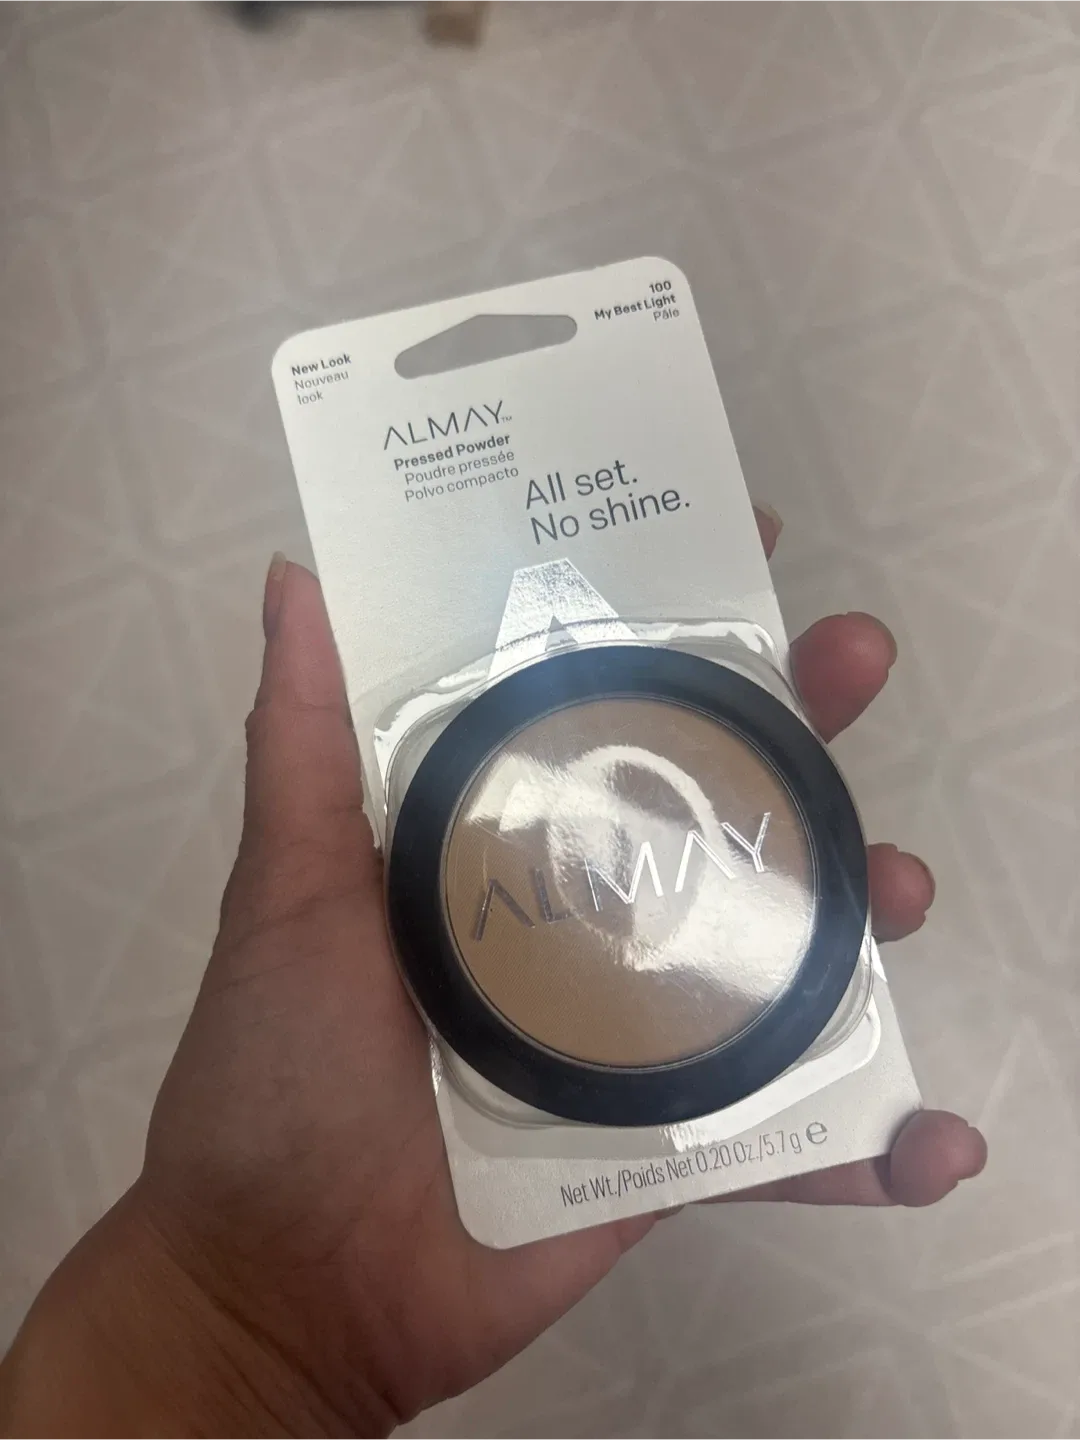 New Look
Nouveau
look
100
My Best Light
Pâle
ALMAY™
Pressed Powder
Poudre pressée
Polvo compacto
All set.
No shine.
ALMAY
Net Wt./Poids Net 0.20 Oz./5.7 g ℮